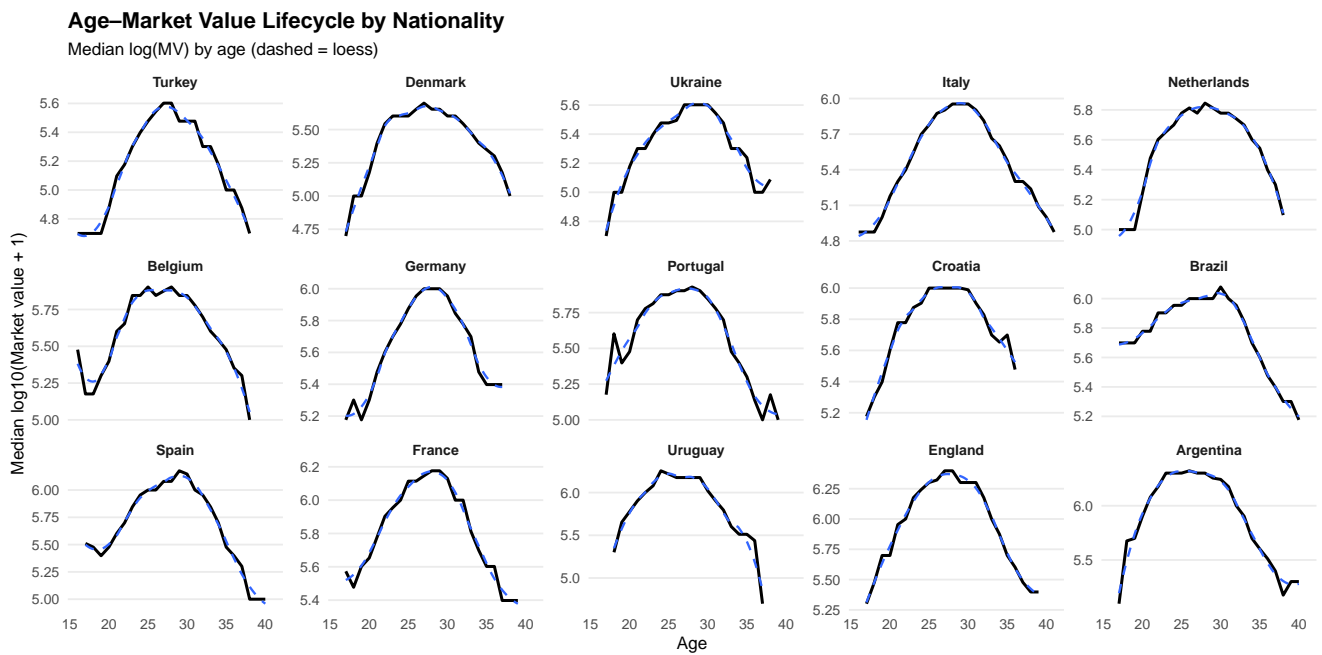 Age–Market Value Lifecycle by Nationality
Median log(MV) by age (dashed = loess)
Median log10(Market value + 1)
Turkey
5.6
5.4
5.2
5.0
4.8
Denmark
5.50
5.25
5.00
4.75
Ukraine
5.6
5.4
5.2
5.0
4.8
Italy
6.0
5.7
5.4
5.1
4.8
Netherlands
5.8
5.6
5.4
5.2
5.0
Belgium
5.75
5.50
5.25
5.00
Germany
6.0
5.8
5.6
5.4
5.2
Portugal
5.75
5.50
5.25
5.00
Croatia
6.0
5.8
5.6
5.4
5.2
Brazil
6.0
5.8
5.6
5.4
5.2
Spain
6.00
5.75
5.50
5.25
5.00
15 20 25 30 35 40
France
6.2
6.0
5.8
5.6
5.4
15 20 25 30 35 40
Uruguay
6.0
5.5
5.0
15 20 25 30 35 40
England
6.25
6.00
5.75
5.50
5.25
15 20 25 30 35 40
Argentina
6.0
5.5
15 20 25 30 35 40
Age